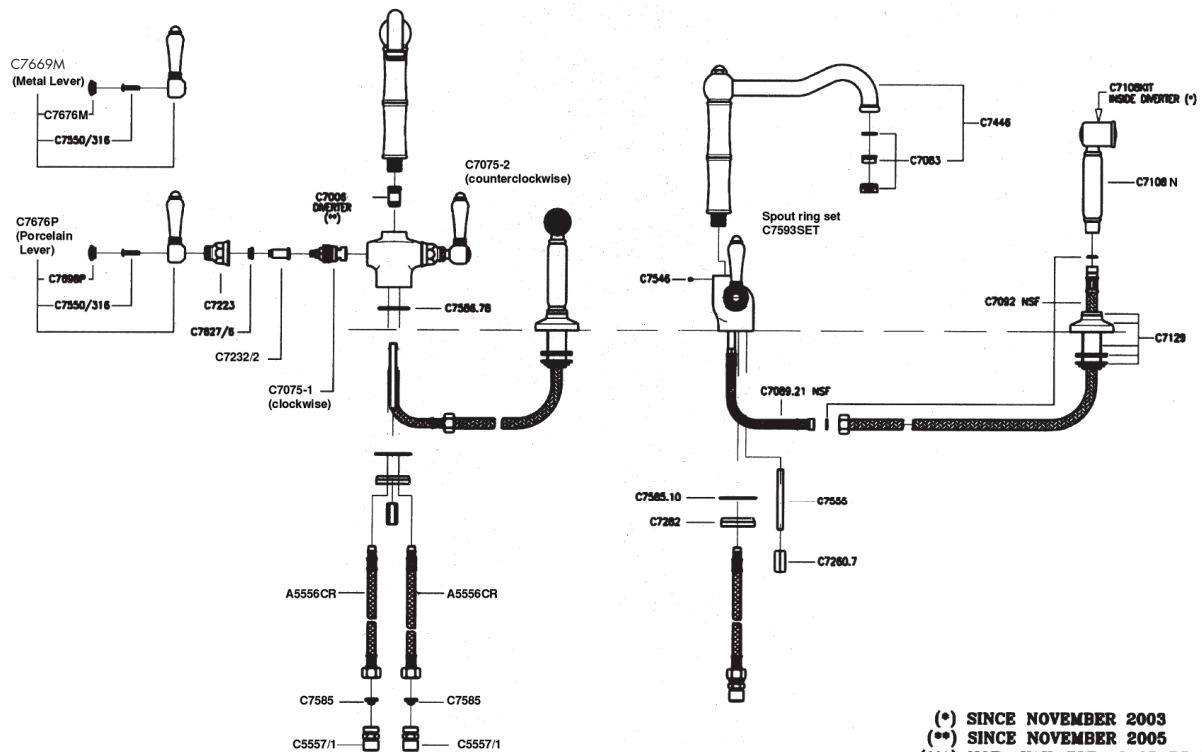 C7669M
(Metal Lever)
C7676M
C7550/316
C7676P
(Porcelain
Lever)
C7698P
C7550/316
C7223
C7627/6
C7232/2
C7075-1
(clockwise)
C7006
DIVERTER
(**)
C7075-2
(counterclockwise)
C7586.78
A5556CR
A5556CR
C7585
C7585
C5557/1
C5557/1
C7446
C7083
Spout ring set
C7593SET
C7546
C7108KIT
INSIDE DIVERTER (*)
C7108 N
C7092 NSF
C7129
C7089.21 NSF
C7585.10
C7282
C7555
C7260.7
(*) SINCE NOVEMBER 2003
(**) SINCE NOVEMBER 2005